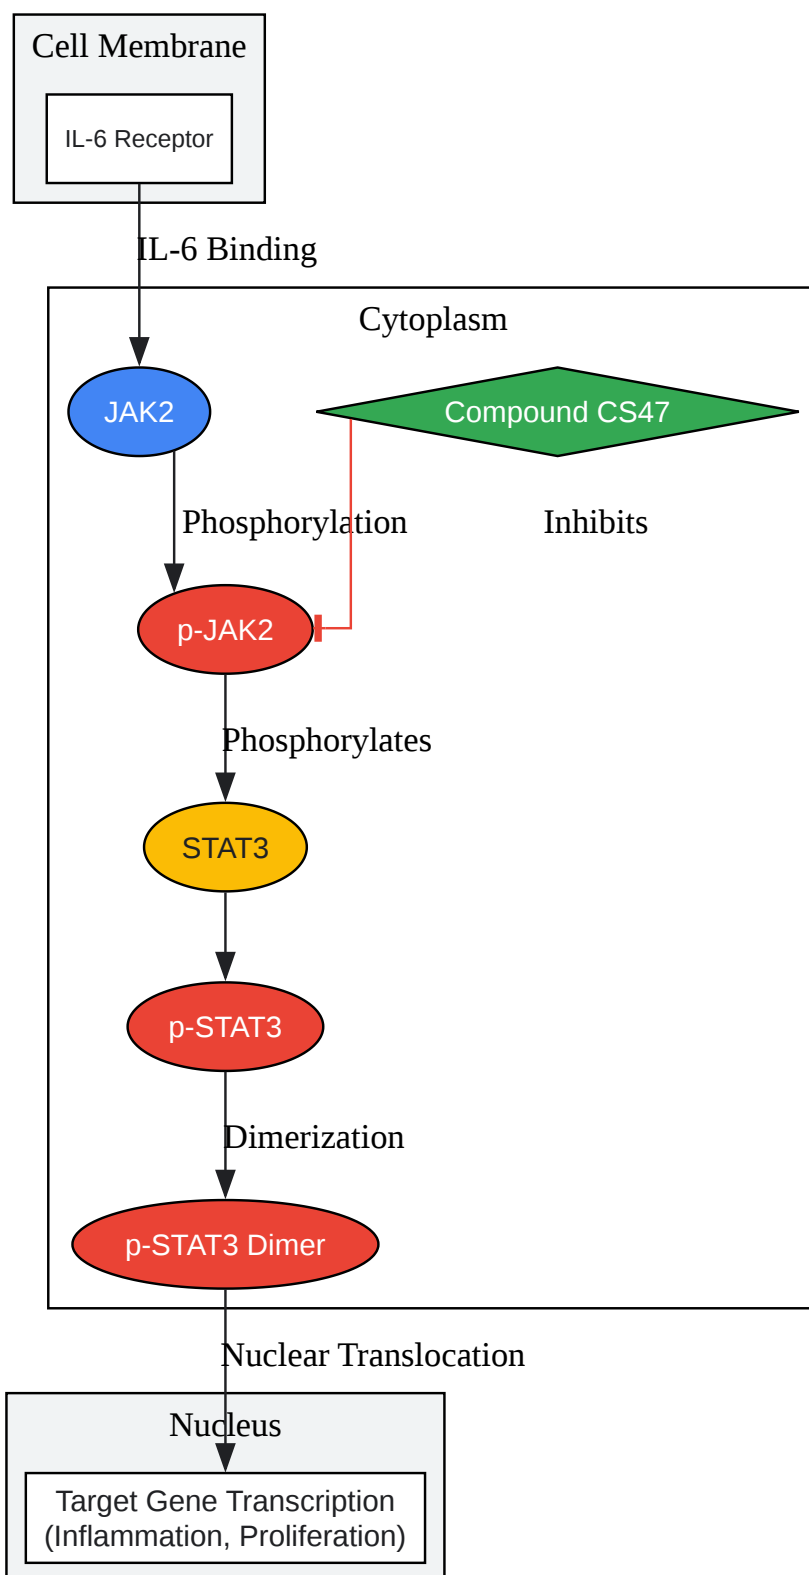 Cell Membrane
IL-6 Receptor
IL-6 Binding
Cytoplasm
JAK2
Compound CS47
Phosphorylation
Inhibits
p-JAK2
Phosphorylates
STAT3
p-STAT3
Dimerization
p-STAT3 Dimer
Nuclear Translocation
Nucleus
Target Gene Transcription
(Inflammation, Proliferation)